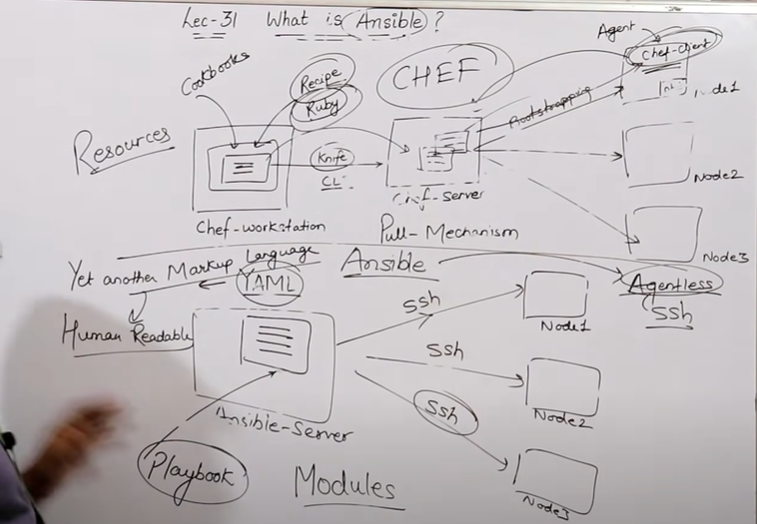 Lec-31 What is Ansible ?
Agent
Chef-Client
Node1
Cookbooks
Recipe
Ruby
CHEF
Bootstrapping
Resources
Knife
Chef-Server
Node2
Chef-workstation
Pull-Mechanism
Node3
Yet another Markup Language
YAML
Ansible
Agentless
SSh
Human Readable
SSh
Node1
SSh
SSh
Node2
Ansible-Server
Playbook
Modules
Node3